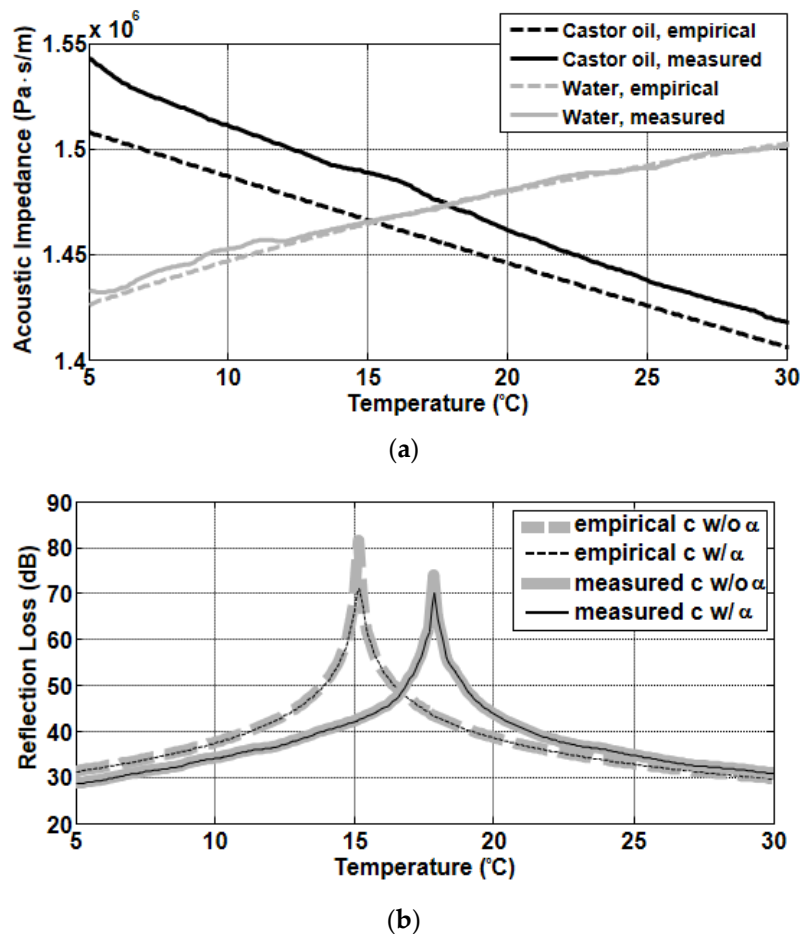 × 10⁶
1.55
1.5
1.45
1.4
Acoustic Impedance (Pa·s/m)
Castor oil, empirical
Castor oil, measured
Water, empirical
Water, measured
5 10 15 20 25 30
Temperature (°C)
(a)
90
80
70
60
50
40
30
20
Reflection Loss (dB)
empirical c w/o α
empirical c w/ α
measured c w/o α
measured c w/ α
5 10 15 20 25 30
Temperature (°C)
(b)